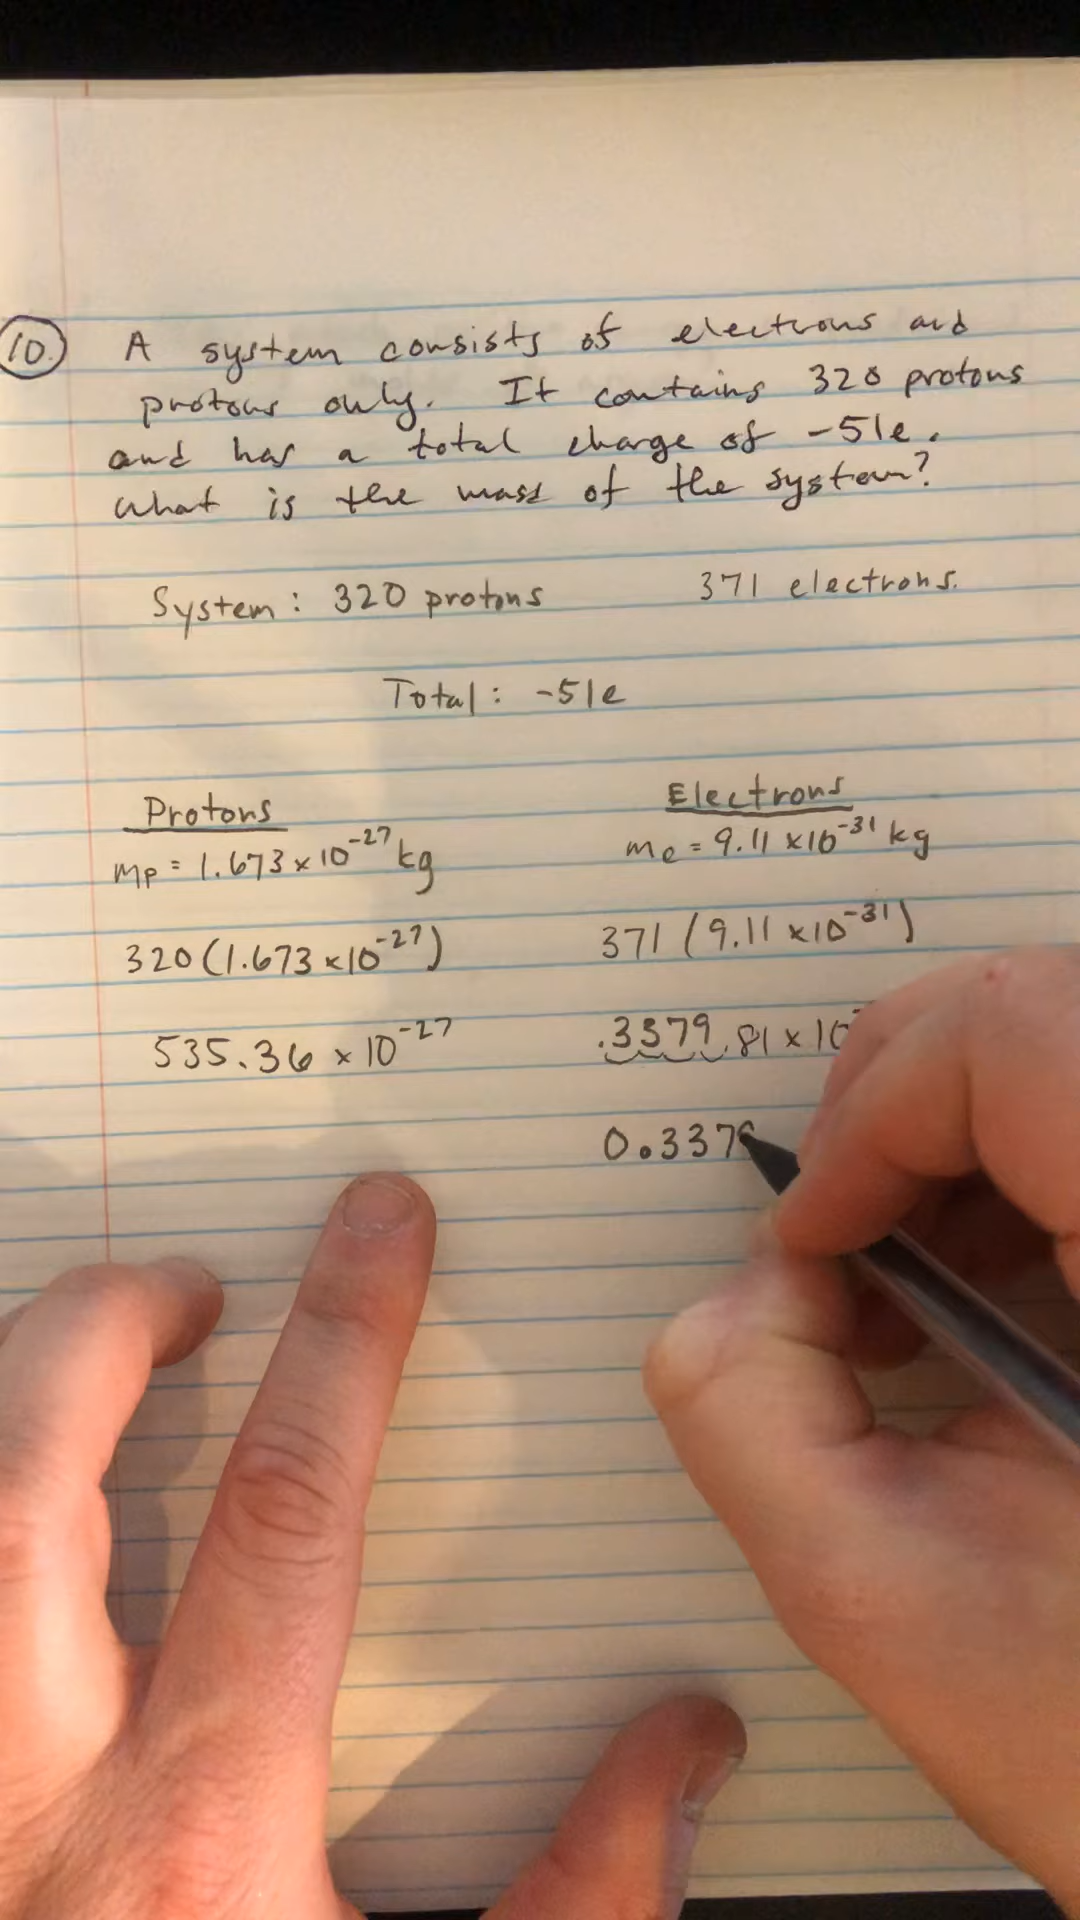 10.) A system consists of electrons and
protons only. It contains 320 protons
and has a total charge of -51e.
What is the mass of the system?
System: 320 protons 371 electrons.
Total: -51e
Protons Electrons
mp = 1.673 x 10^-27 kg me = 9.11 x 10^-31 kg
320 (1.673 x 10^-27) 371 (9.11 x 10^-31)
535.36 x 10^-27 .3379.81 x 10
0.337